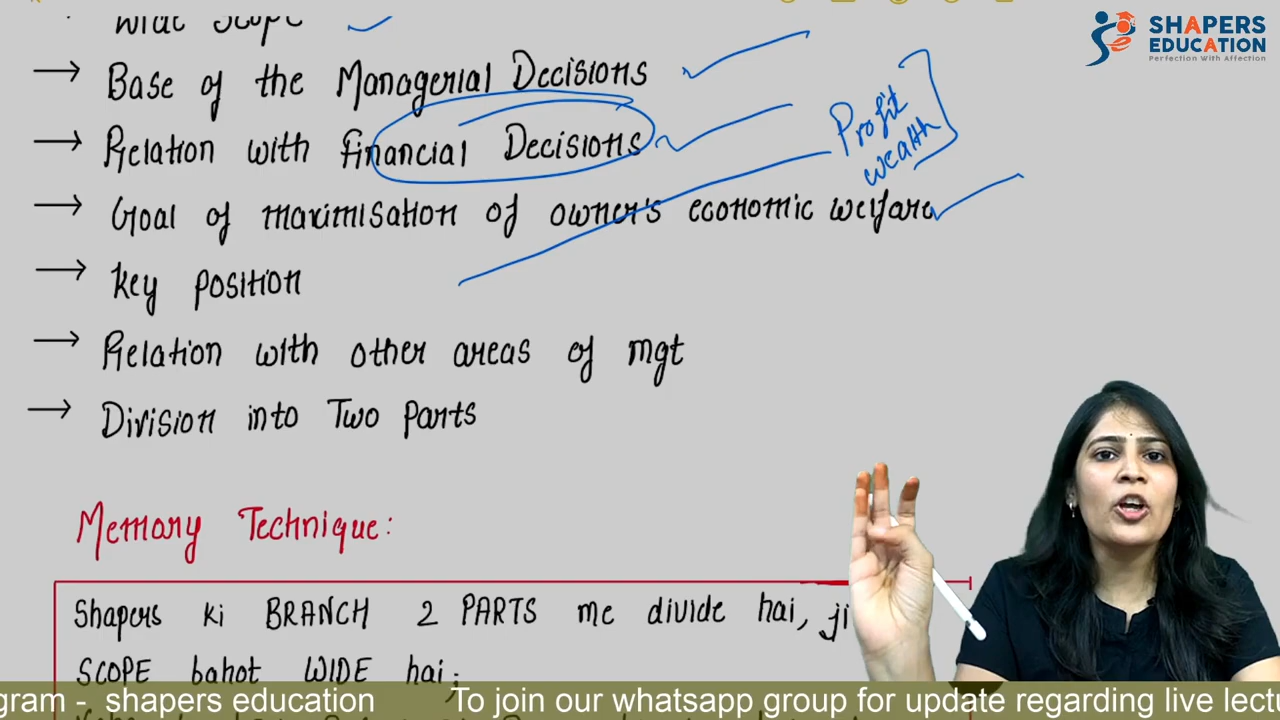 Wide Scope
→ Base of the Managerial Decisions
→ Relation with Financial Decisions
Profit
wealth
→ Goal of maximisation of owner's economic welfare
→ Key position
→ Relation with other areas of mgt
→ Division into Two Parts
Memory Technique:
Shapers ki BRANCH 2 PARTS me divide hai, ji
SCOPE bahot WIDE hai;
SHAPERS
EDUCATION
Perfection With Affection
gram - shapers education To join our whatsapp group for update regarding live lectu